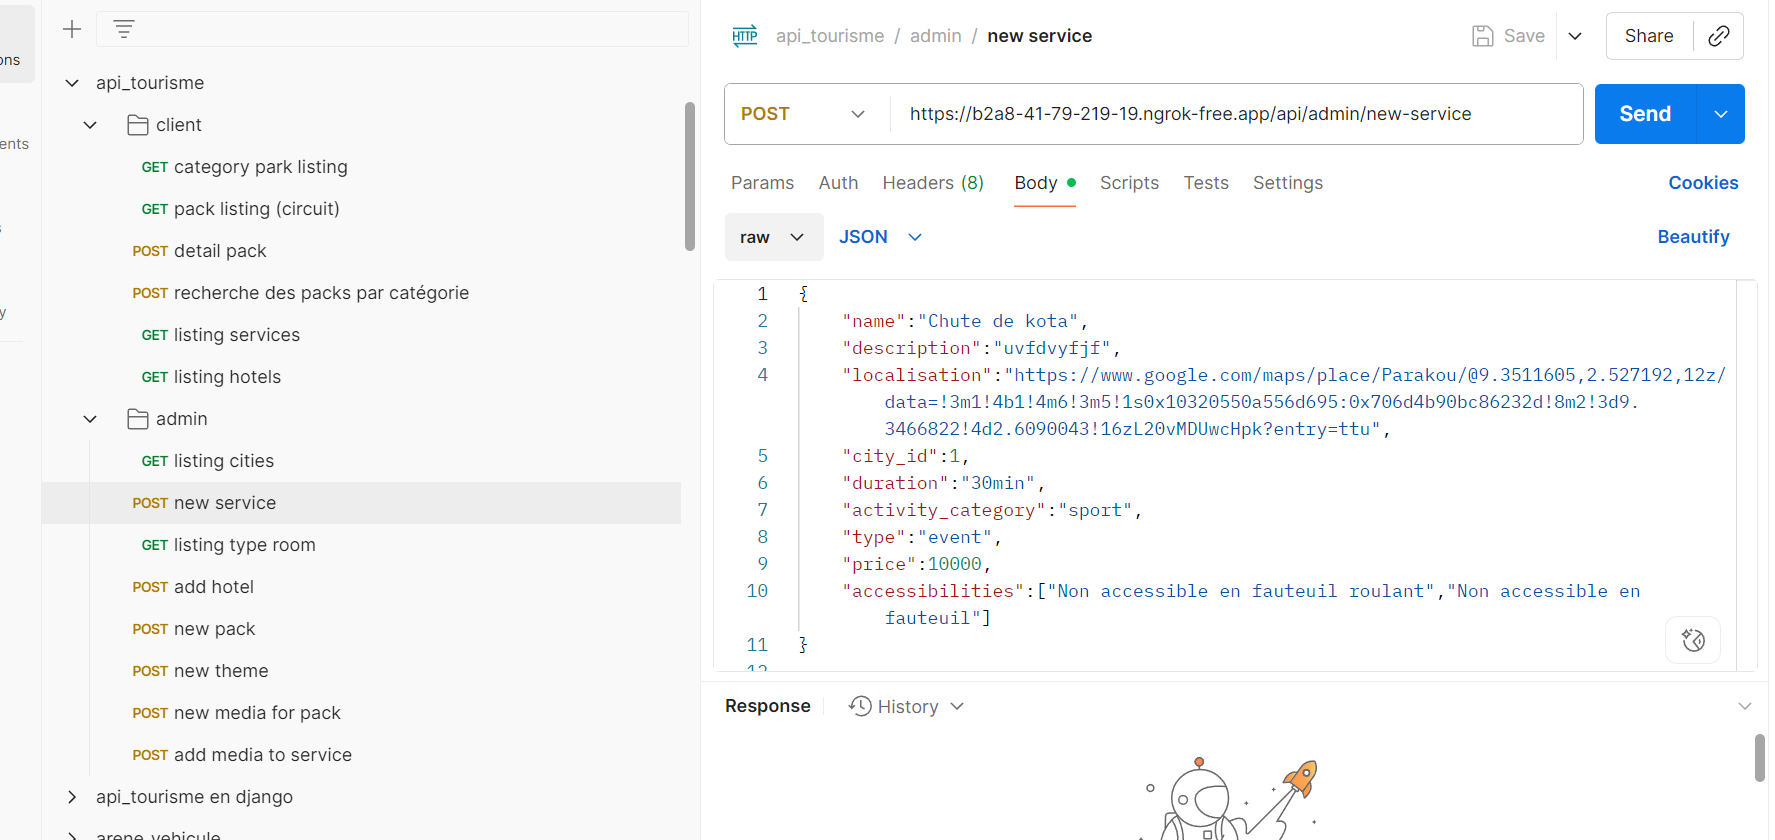 ons
ents
s
y
api_tourisme
client
GET category park listing
GET pack listing (circuit)
POST detail pack
POST recherche des packs par catégorie
GET listing services
GET listing hotels
admin
GET listing cities
POST new service
GET listing type room
POST add hotel
POST new pack
POST new theme
POST new media for pack
POST add media to service
api_tourisme en django
arene_vehicule
HTTP api_tourisme / admin / new service
Save
Share
POST https://b2a8-41-79-219-19.ngrok-free.app/api/admin/new-service
Send
Params Auth Headers (8) Body Scripts Tests Settings Cookies
raw JSON Beautify
1 {
2 "name":"Chute de kota",
3 "description":"uvfdvyfjf",
4 "localisation":"https://www.google.com/maps/place/Parakou/@9.3511605,2.527192,12z/
data=!3m1!4b1!4m6!3m5!1s0x10320550a556d695:0x706d4b90bc86232d!8m2!3d9.
3466822!4d2.6090043!16zL20vMDUwcHpk?entry=ttu",
5 "city_id":1,
6 "duration":"30min",
7 "activity_category":"sport",
8 "type":"event",
9 "price":10000,
10 "accessibilities":["Non accessible en fauteuil roulant","Non accessible en
fauteuil"]
11 }
12
Response History